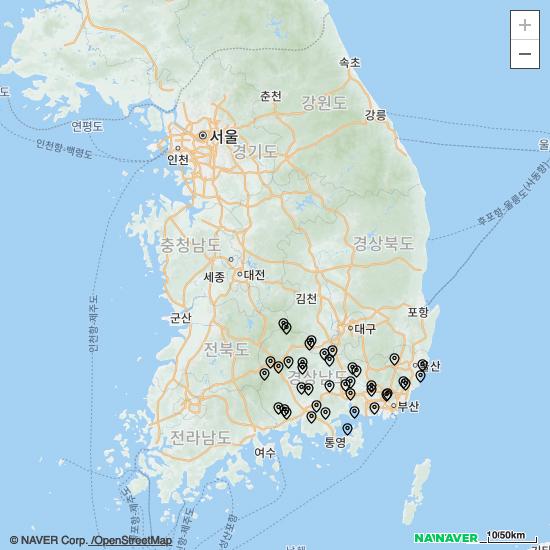 +
−
속초
춘천
강원도
강릉
도
연평도
서울
인천
경기도
인천항-백령도
울
후포항-울릉도(사동항)
충청남도
경상북도
세종
대전
김천
군산
포항
대구
인천항-제주도
전북도
경상남도
산
부산
전라남도
통영
여수
© NAVER Corp. /OpenStreetMap
NAVER
10/50km